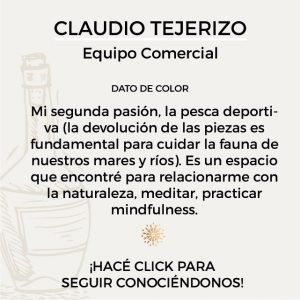 CLAUDIO TEJERIZO
Equipo Comercial
DATO DE COLOR
Mi segunda pasión, la pesca deporti-
va (la devolución de las piezas es
fundamental para cuidar la fauna de
nuestros mares y ríos). Es un espacio
que encontré para relacionarme con
la naturaleza, meditar, practicar
mindfulness.
¡HACÉ CLICK PARA
SEGUIR CONOCIÉNDONOS!